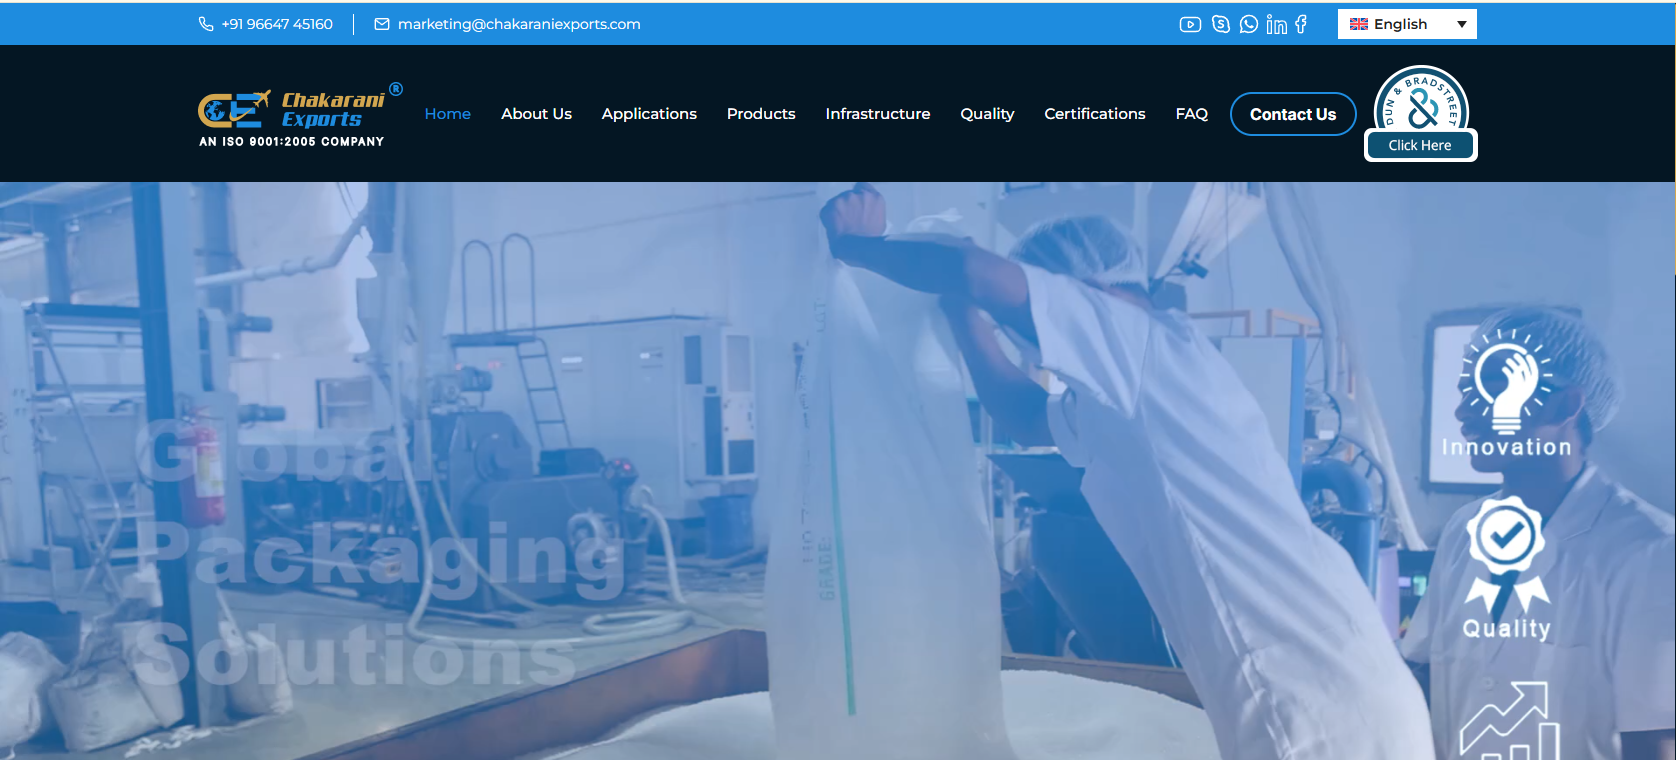 +91 96647 45160
marketing@chakaraniexports.com
English
CE Chakarani ®
Exports
AN ISO 9001:2005 COMPANY
Home
About Us
Applications
Products
Infrastructure
Quality
Certifications
FAQ
Contact Us
DUN & BRADSTREET
Click Here
Global
Packaging
Solutions
GRADE:
Innovation
Quality